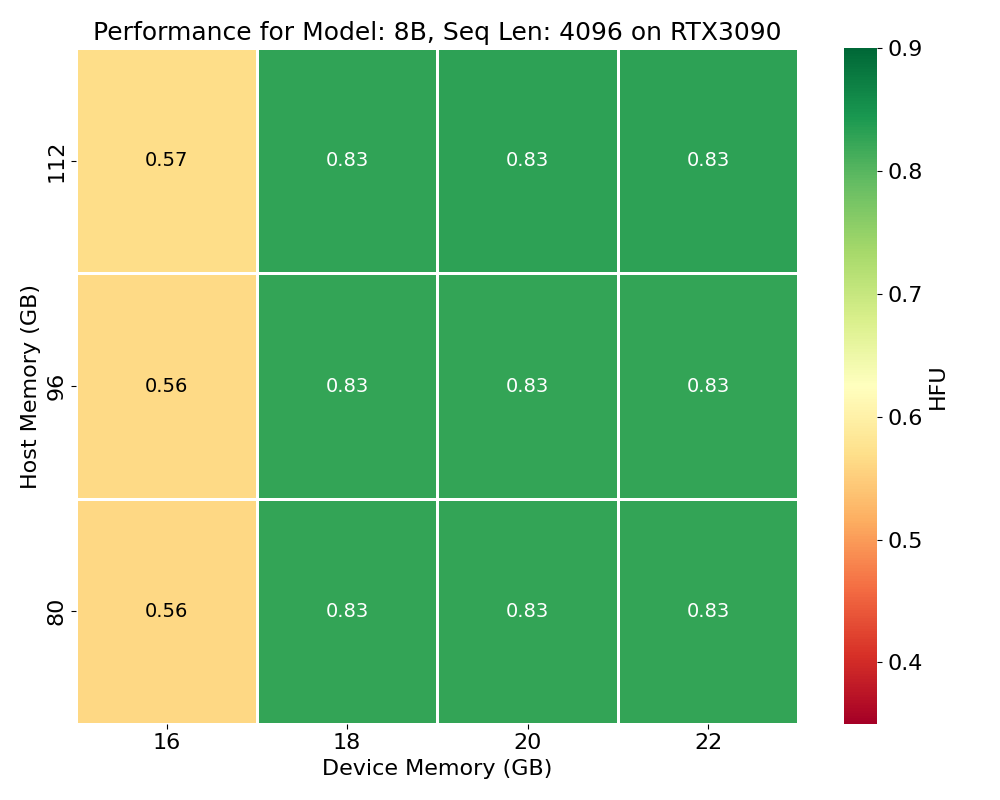 Performance for Model: 8B, Seq Len: 4096 on RTX3090
Host Memory (GB)
112
0.57 0.83 0.83 0.83
96
0.56 0.83 0.83 0.83
80
0.56 0.83 0.83 0.83
16 18 20 22
Device Memory (GB)
0.9
0.8
0.7
0.6
0.5
0.4
HFU